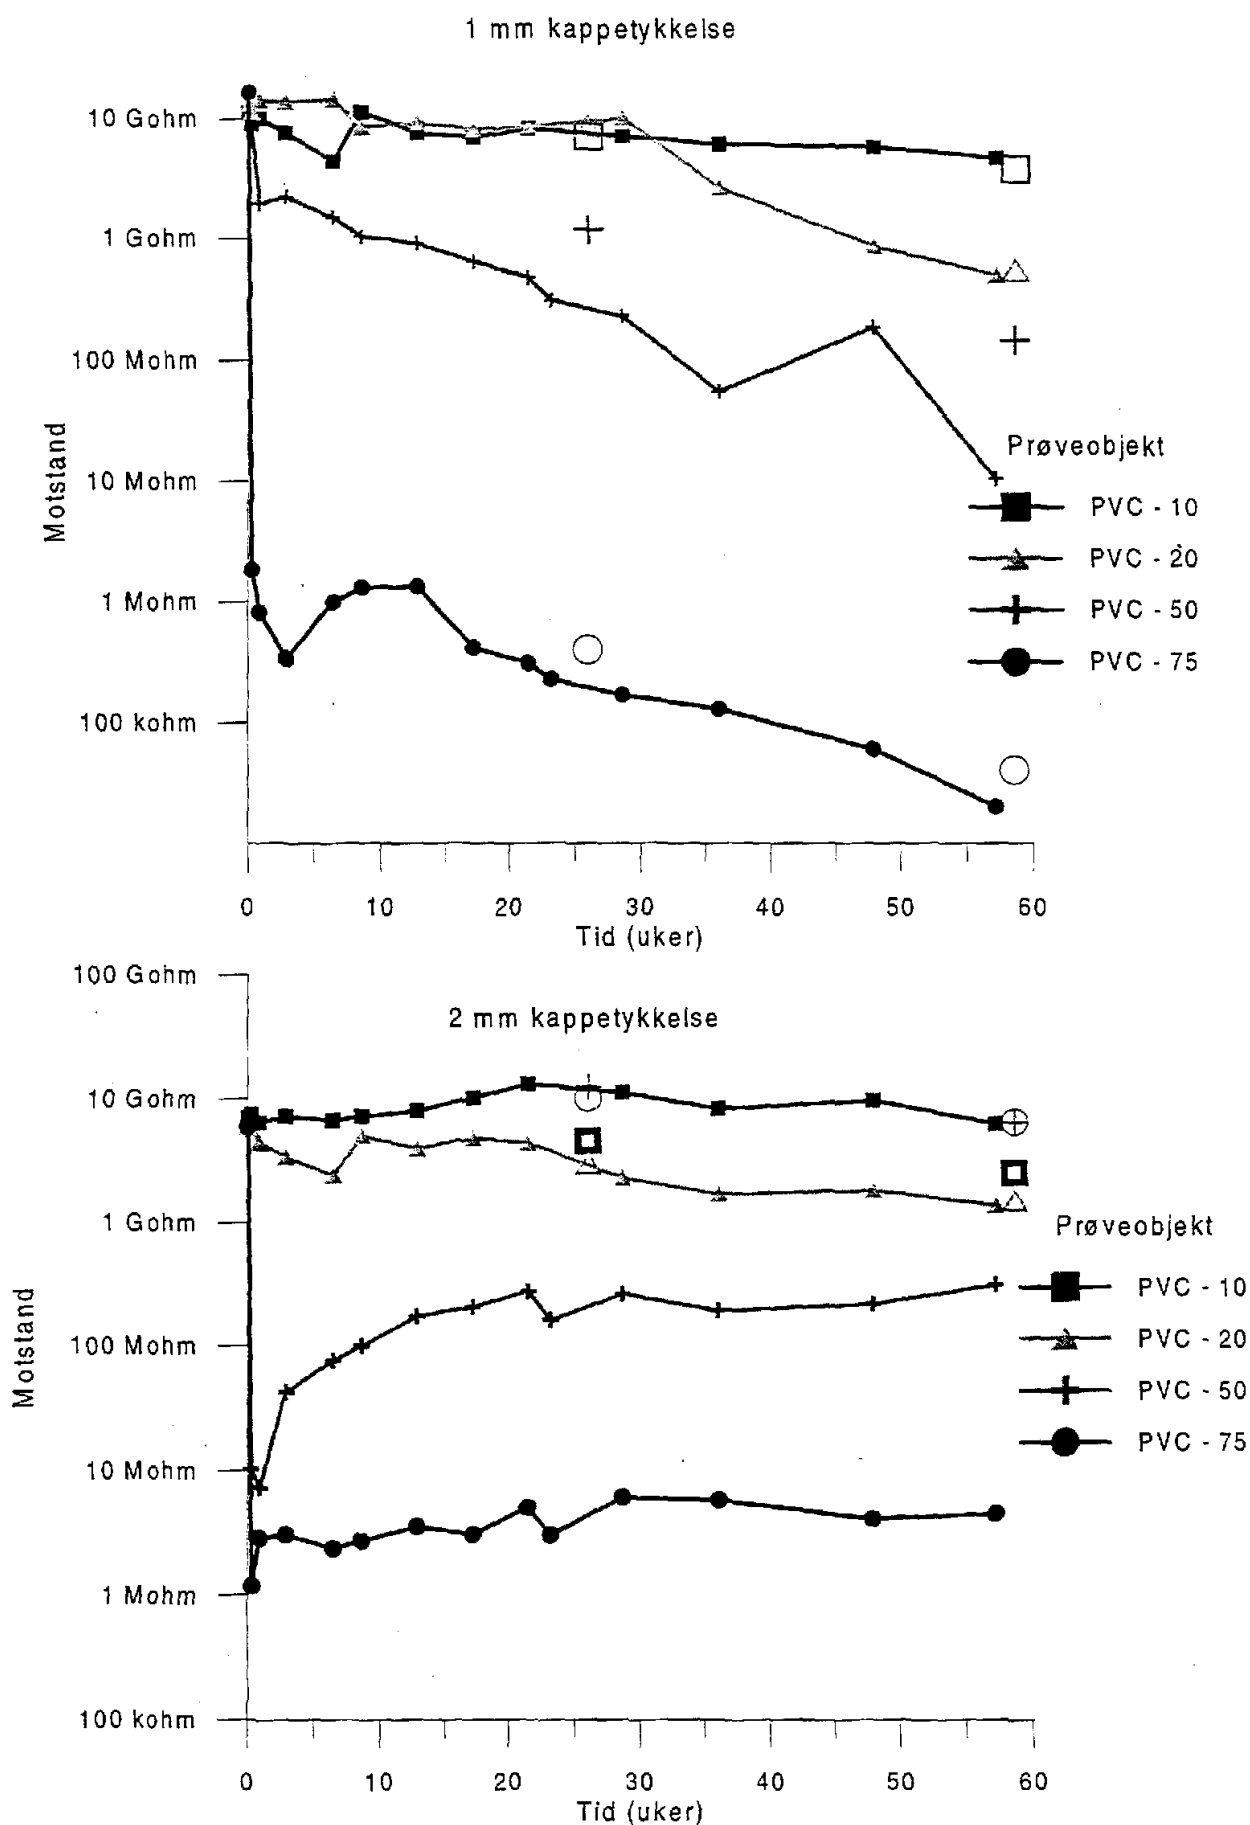 1 mm kappetykkelse
10 Gohm
1 Gohm
100 Mohm
10 Mohm
1 Mohm
100 kohm
Motstand
Prøveobjekt
PVC - 10
PVC - 20
PVC - 50
PVC - 75
0 10 20 30 40 50 60
Tid (uker)
100 Gohm
2 mm kappetykkelse
10 Gohm
1 Gohm
100 Mohm
10 Mohm
1 Mohm
100 kohm
Motstand
Prøveobjekt
PVC - 10
PVC - 20
PVC - 50
PVC - 75
0 10 20 30 40 50 60
Tid (uker)